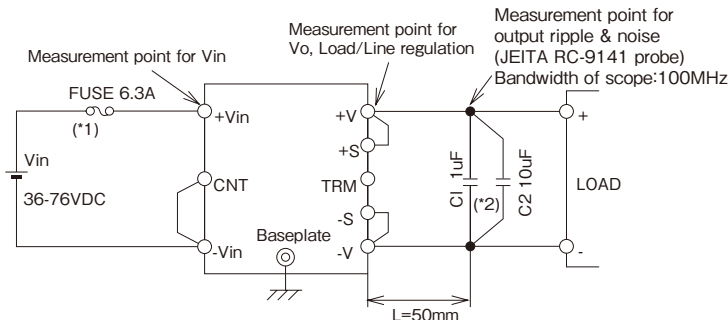 Measurement point for
output ripple & noise
(JEITA RC-9141 probe)
Bandwidth of scope:100MHz
Measurement point for
Vo, Load/Line regulation
Measurement point for Vin
FUSE 6.3A
(*1)
+Vin
+V
+
+S
Vin
36-76VDC
CNT
TRM
C1 1uF
(*2)
C2 10uF
LOAD
-S
Baseplate
-Vin
-V
-
L=50mm